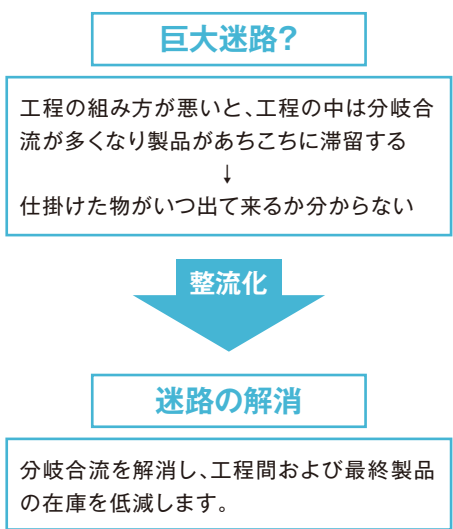 巨大迷路?
工程の組み方が悪いと、工程の中は分岐合
流が多くなり製品があちこちに滞留する
↓
仕掛けた物がいつ出て来るか分からない
整流化
迷路の解消
分岐合流を解消し、工程間および最終製品
の在庫を低減します。